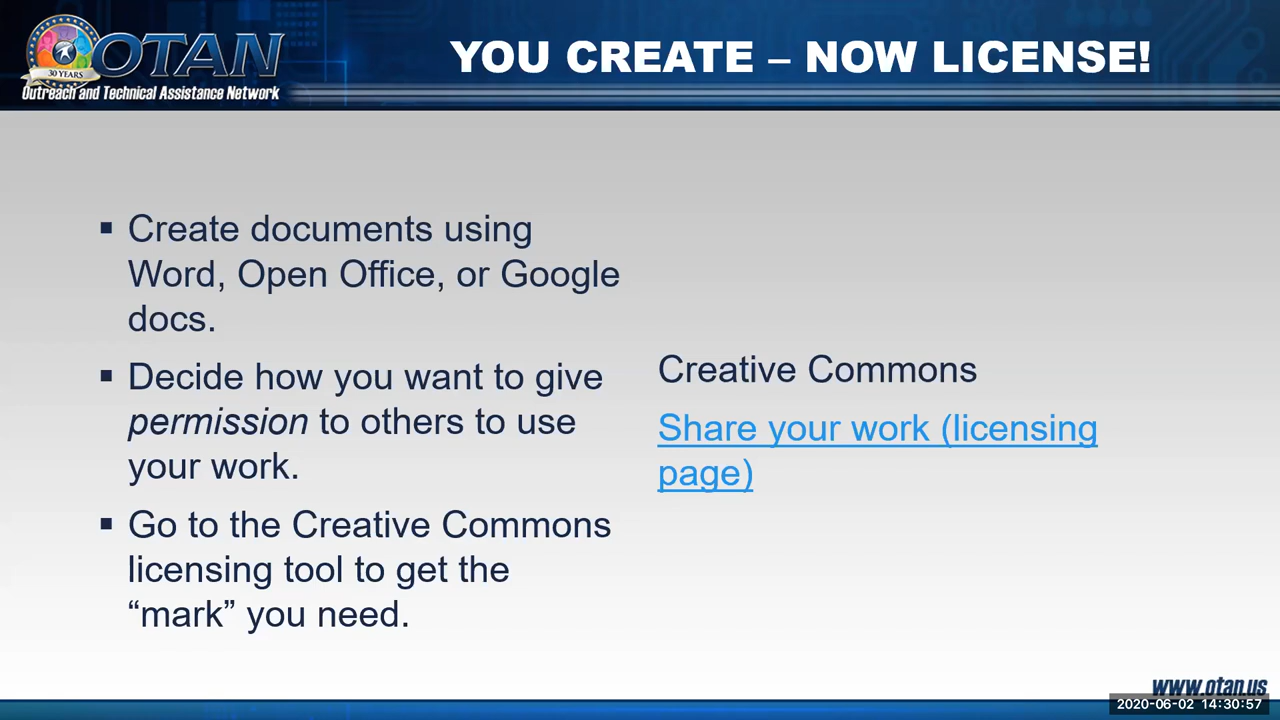 30 YEARS
OTAN
Outreach and Technical Assistance Network
YOU CREATE – NOW LICENSE!
▪ Create documents using
Word, Open Office, or Google
docs.
▪ Decide how you want to give
permission to others to use
your work.
▪ Go to the Creative Commons
licensing tool to get the
“mark” you need.
Creative Commons
Share your work (licensing
page)
www.otan.us
2020-06-02 14:30:57